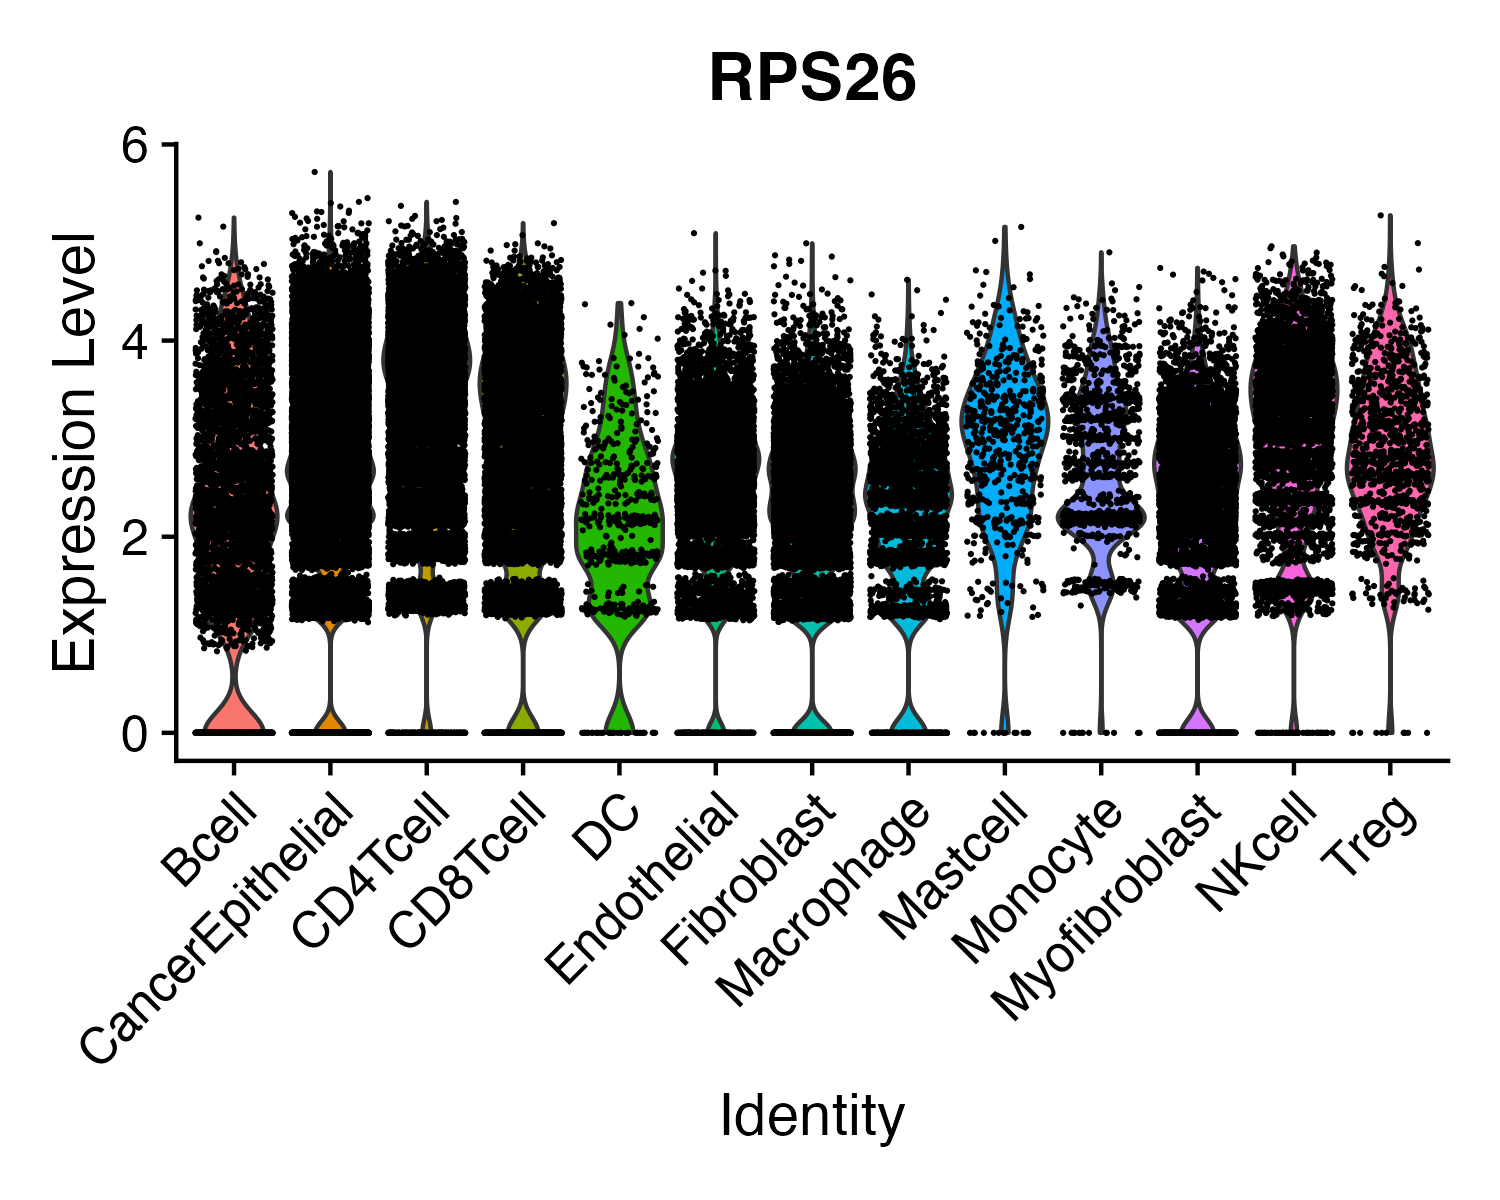 RPS26
Expression Level
6
4
2
0
Bcell
CancerEpithelial
CD4Tcell
CD8Tcell
DC
Endothelial
Fibroblast
Macrophage
Mastcell
Monocyte
Myofibroblast
NKcell
Treg
Identity